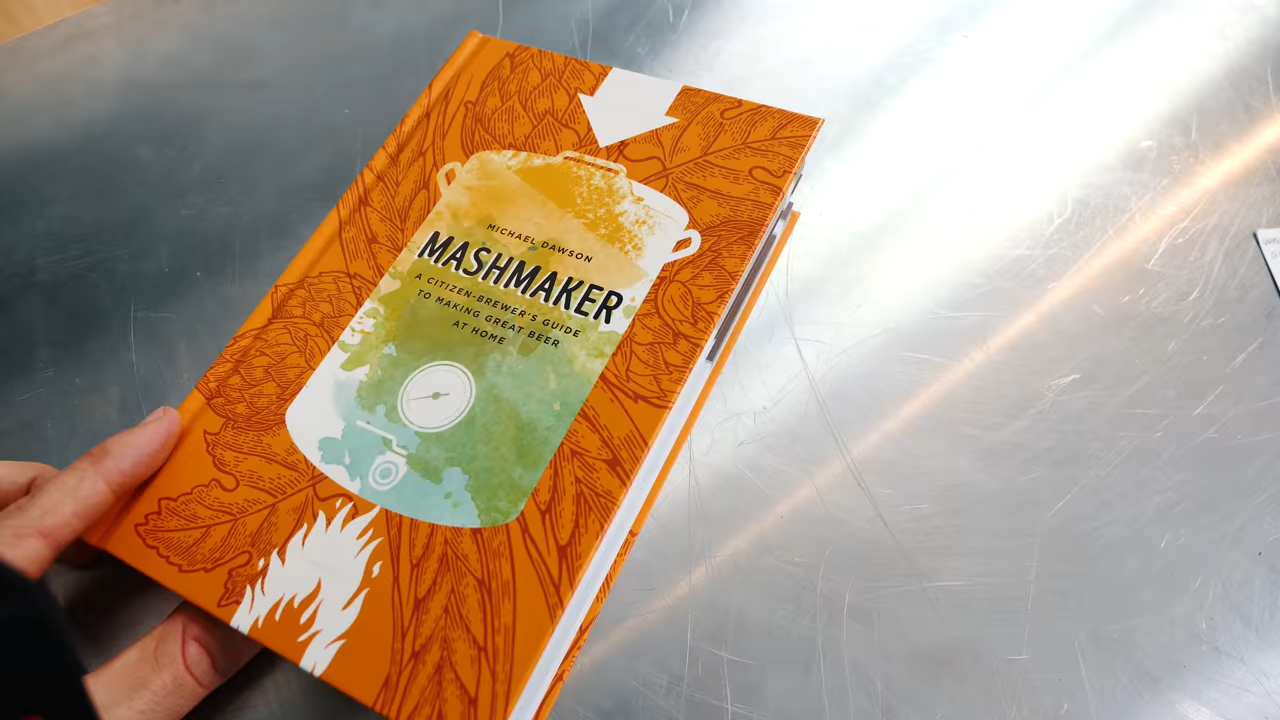 MICHAEL DAWSON
MASHMAKER
A CITIZEN-BREWER'S GUIDE
TO MAKING GREAT BEER
AT HOME